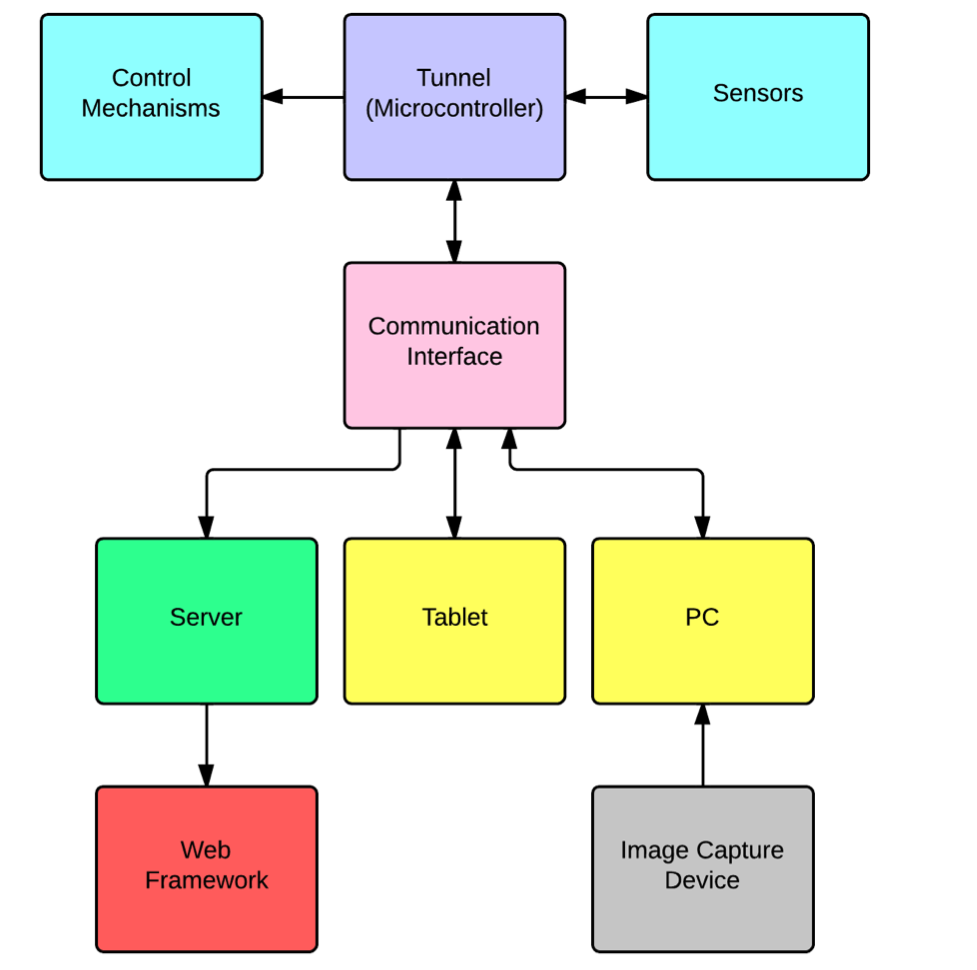 Control
Mechanisms
Tunnel
(Microcontroller)
Sensors
Communication
Interface
Server
Tablet
PC
Web
Framework
Image Capture
Device